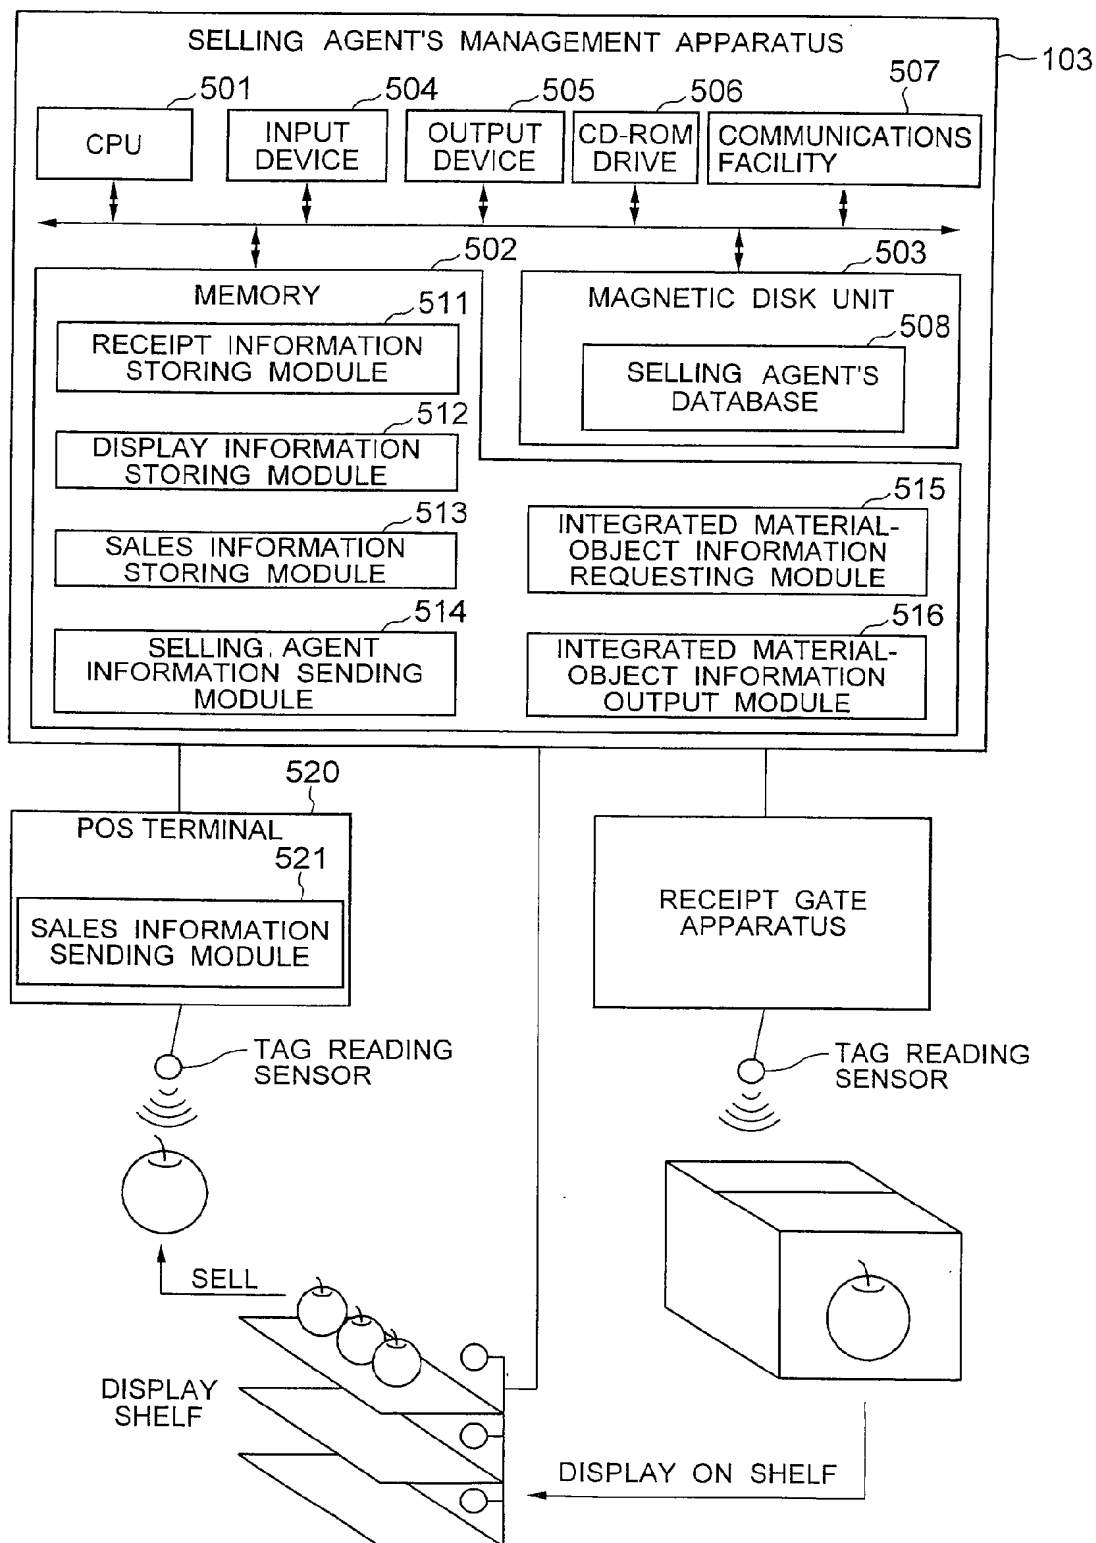 SELLING AGENT'S MANAGEMENT APPARATUS
103
501
504
505
506
507
CPU
INPUT
DEVICE
OUTPUT
DEVICE
CD-ROM
DRIVE
COMMUNICATIONS
FACILITY
502
503
MEMORY
MAGNETIC DISK UNIT
511
RECEIPT INFORMATION
STORING MODULE
508
SELLING AGENT'S
DATABASE
512
DISPLAY INFORMATION
STORING MODULE
513
SALES INFORMATION
STORING MODULE
515
INTEGRATED MATERIAL-
OBJECT INFORMATION
REQUESTING MODULE
514
SELLING AGENT
INFORMATION SENDING
MODULE
516
INTEGRATED MATERIAL-
OBJECT INFORMATION
OUTPUT MODULE
520
POS TERMINAL
521
SALES INFORMATION
SENDING MODULE
RECEIPT GATE
APPARATUS
TAG READING
SENSOR
TAG READING
SENSOR
SELL
DISPLAY
SHELF
DISPLAY ON SHELF